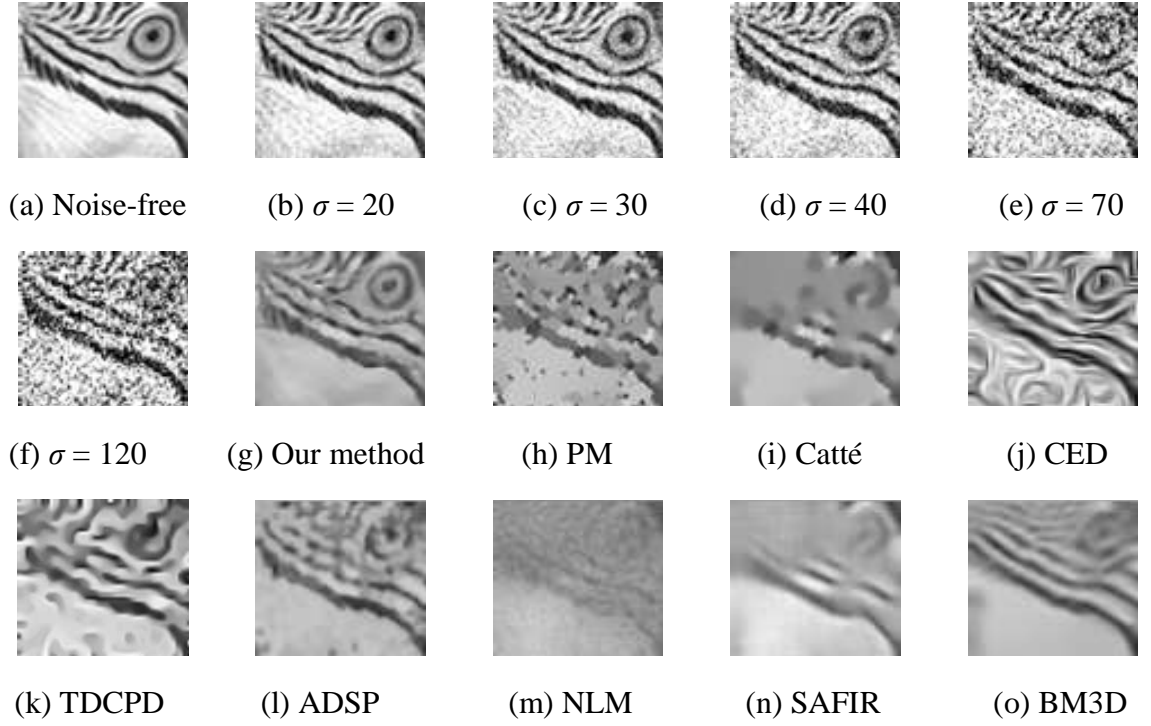 (a) Noise-free (b) σ = 20 (c) σ = 30 (d) σ = 40 (e) σ = 70
(f) σ = 120 (g) Our method (h) PM (i) Catté (j) CED
(k) TDCPD (l) ADSP (m) NLM (n) SAFIR (o) BM3D